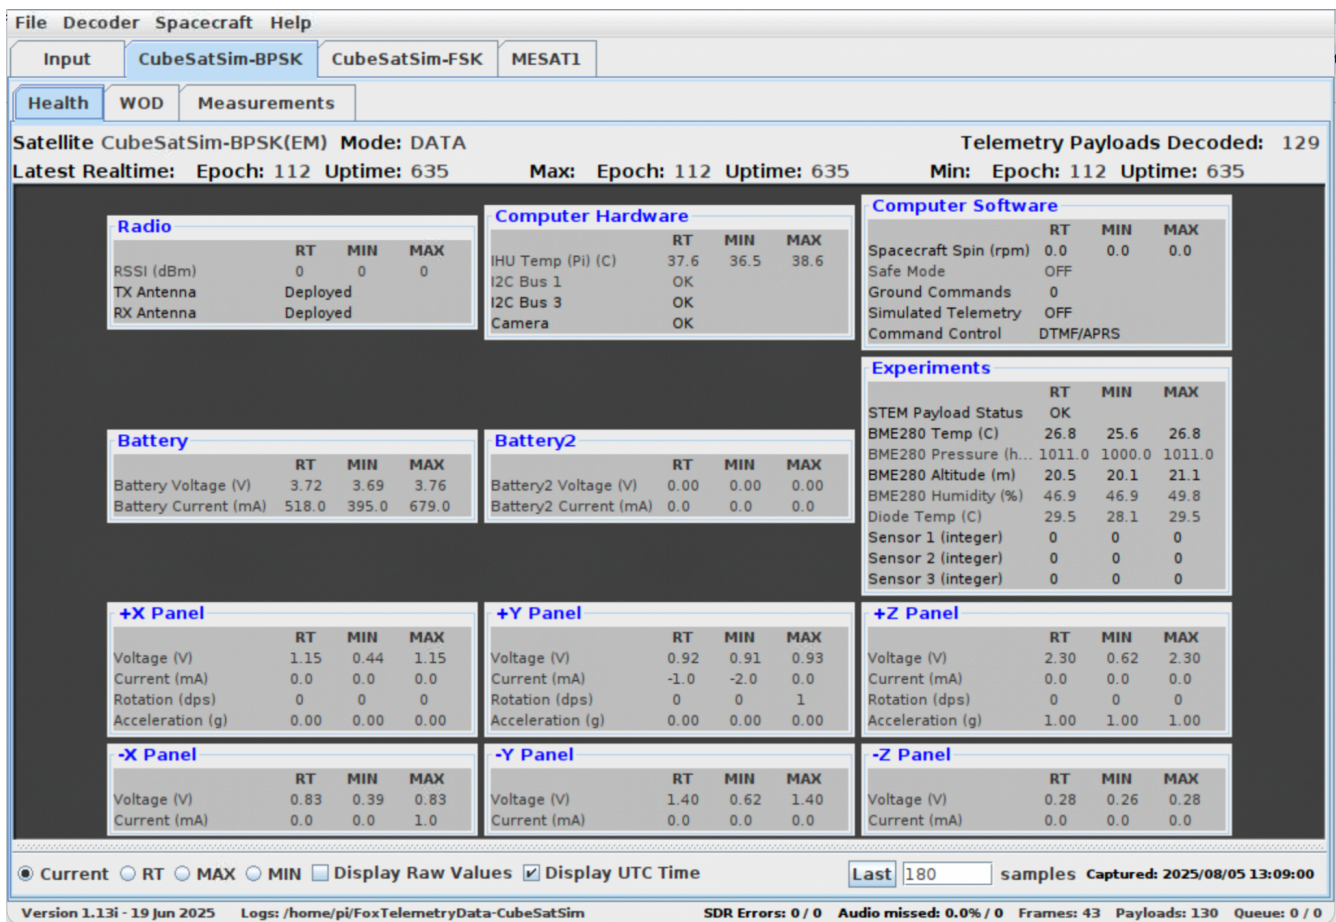 File Decoder Spacecraft Help
Input CubeSatSim-BPSK CubeSatSim-FSK MESAT1
Health WOD Measurements
Satellite CubeSatSim-BPSK(EM) Mode: DATA Telemetry Payloads Decoded: 129
Latest Realtime: Epoch: 112 Uptime: 635 Max: Epoch: 112 Uptime: 635 Min: Epoch: 112 Uptime: 635
Radio
RT MIN MAX
RSSI (dBm) 0 0 0
TX Antenna Deployed
RX Antenna Deployed
Computer Hardware
RT MIN MAX
IHU Temp (Pi) (C) 37.6 36.5 38.6
I2C Bus 1 OK
I2C Bus 3 OK
Camera OK
Computer Software
RT MIN MAX
Spacecraft Spin (rpm) 0.0 0.0 0.0
Safe Mode OFF
Ground Commands 0
Simulated Telemetry OFF
Command Control DTMF/APRS
Experiments
RT MIN MAX
STEM Payload Status OK
BME280 Temp (C) 26.8 25.6 26.8
BME280 Pressure (h... 1011.0 1000.0 1011.0
BME280 Altitude (m) 20.5 20.1 21.1
BME280 Humidity (%) 46.9 46.9 49.8
Diode Temp (C) 29.5 28.1 29.5
Sensor 1 (integer) 0 0 0
Sensor 2 (integer) 0 0 0
Sensor 3 (integer) 0 0 0
Battery
RT MIN MAX
Battery Voltage (V) 3.72 3.69 3.76
Battery Current (mA) 518.0 395.0 679.0
Battery2
RT MIN MAX
Battery2 Voltage (V) 0.00 0.00 0.00
Battery2 Current (mA) 0.0 0.0 0.0
+X Panel
RT MIN MAX
Voltage (V) 1.15 0.44 1.15
Current (mA) 0.0 0.0 0.0
Rotation (dps) 0 0 0
Acceleration (g) 0.00 0.00 0.00
+Y Panel
RT MIN MAX
Voltage (V) 0.92 0.91 0.93
Current (mA) -1.0 -2.0 0.0
Rotation (dps) 0 0 1
Acceleration (g) 0.00 0.00 0.00
+Z Panel
RT MIN MAX
Voltage (V) 2.30 0.62 2.30
Current (mA) 0.0 0.0 0.0
Rotation (dps) 0 0 0
Acceleration (g) 1.00 1.00 1.00
-X Panel
RT MIN MAX
Voltage (V) 0.83 0.39 0.83
Current (mA) 0.0 0.0 1.0
-Y Panel
RT MIN MAX
Voltage (V) 1.40 0.62 1.40
Current (mA) 0.0 0.0 0.0
-Z Panel
RT MIN MAX
Voltage (V) 0.28 0.26 0.28
Current (mA) 0.0 0.0 0.0
Current RT MAX MIN Display Raw Values Display UTC Time Last 180 samples Captured: 2025/08/05 13:09:00
Version 1.13i - 19 Jun 2025 Logs: /home/pi/FoxTelemetryData-CubeSatSim SDR Errors: 0 / 0 Audio missed: 0.0% / 0 Frames: 43 Payloads: 130 Queue: 0 / 0